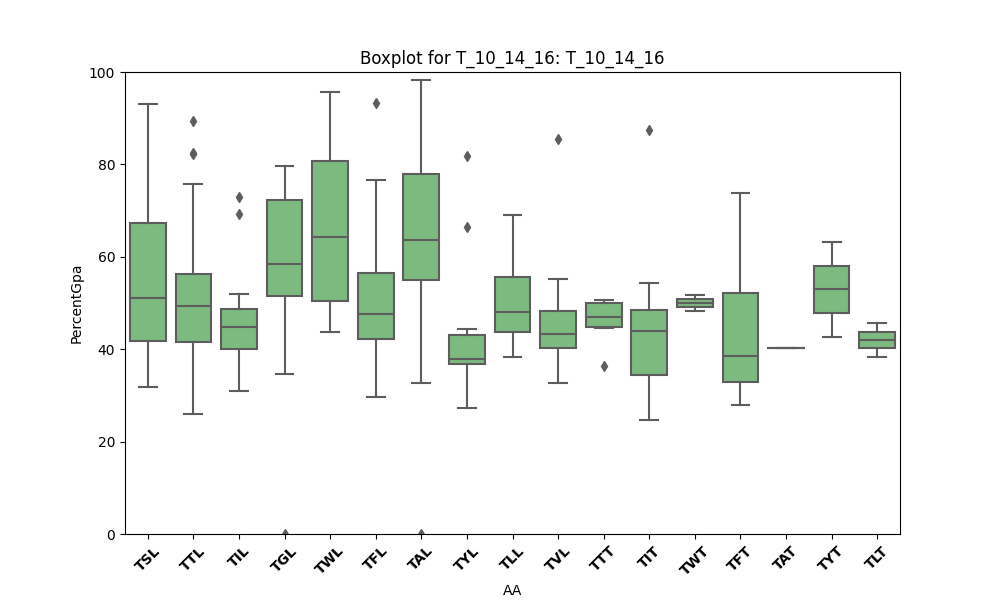 Boxplot for T_10_14_16: T_10_14_16
100
80
60
40
20
0
PercentGpa
TSL TTL TIL TGL TWL TFL TAL TYL TLL TVL TTT TIT TWT TFT TAT TYT TLT
AA